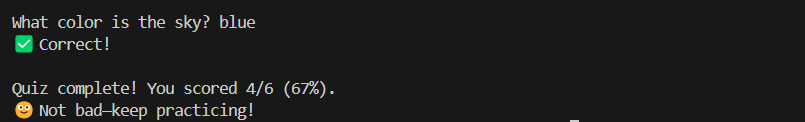 What color is the sky? blue
✅ Correct!
Quiz complete! You scored 4/6 (67%).
🙂 Not bad—keep practicing!